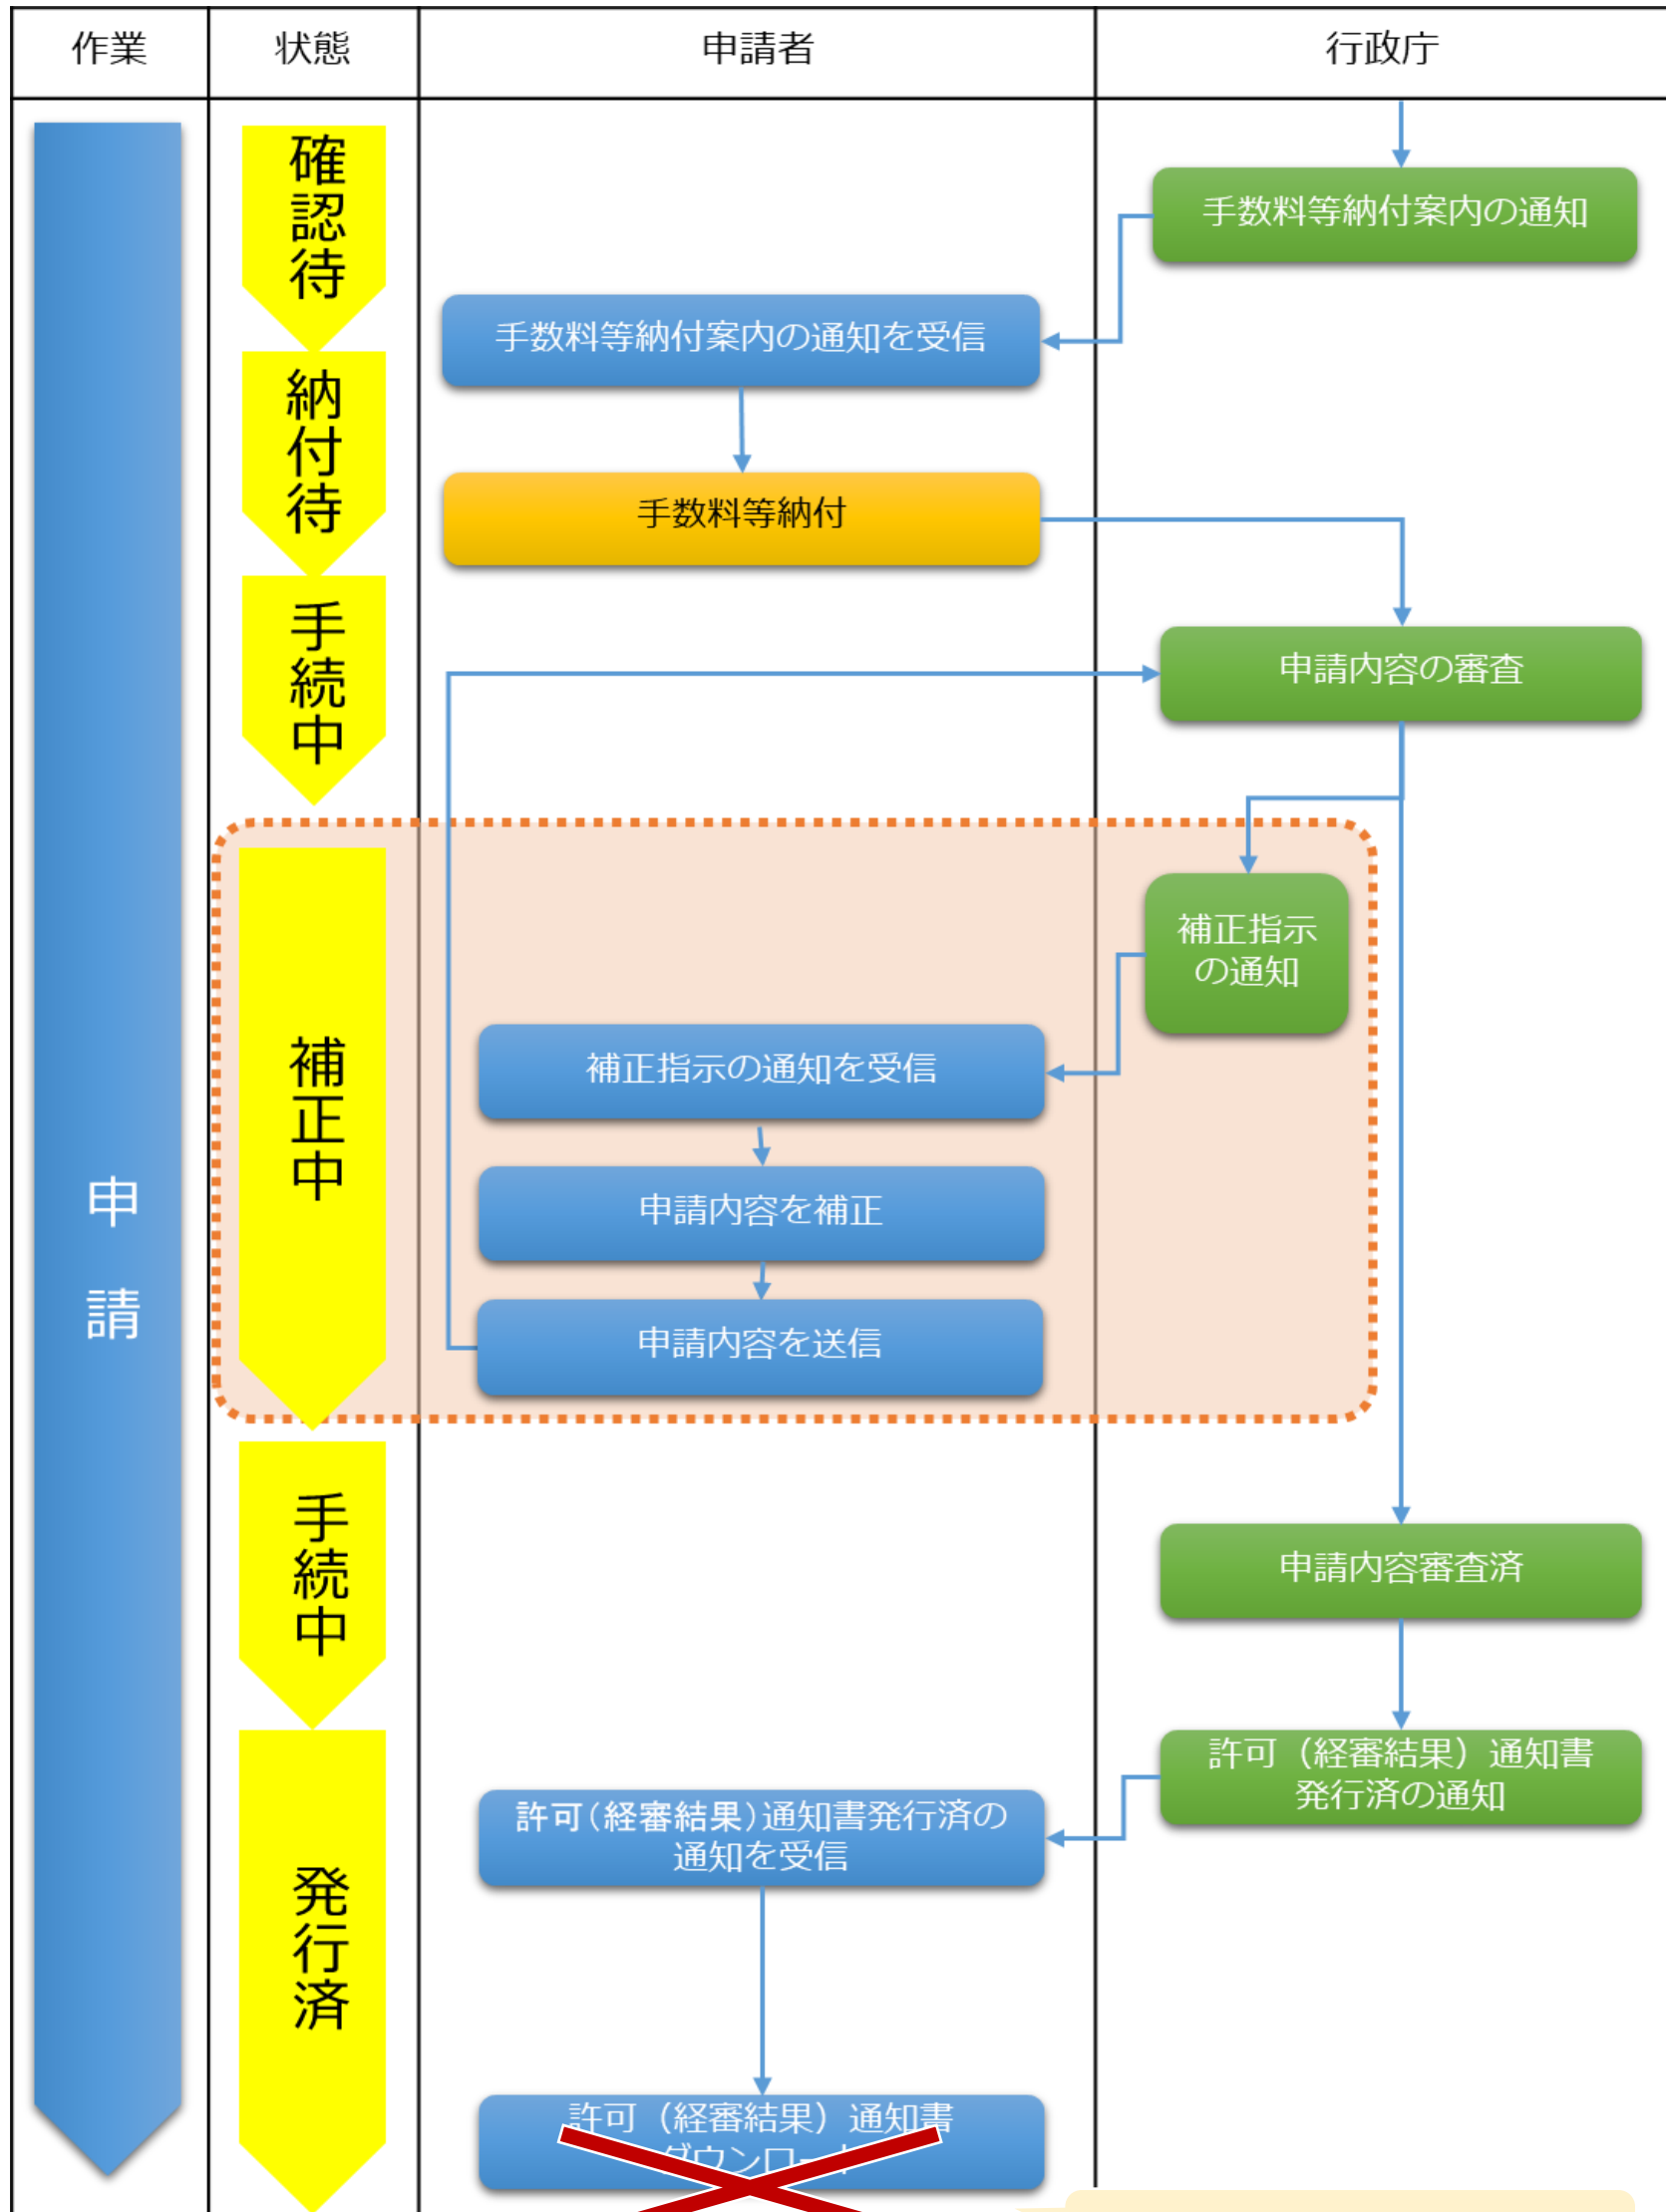 作業
状態
申請者
行政庁
確認待
手数料等納付案内の通知
手数料等納付案内の通知を受信
納付待
手数料等納付
手続中
申請内容の審査
補正指示
の通知
補正中
補正指示の通知を受信
申請内容を補正
申請内容を送信
申請
手続中
申請内容審査済
許可（経審結果）通知書
発行済の通知
許可（経審結果）通知書発行済の
通知を受信
発行済
許可（経審結果）通知書